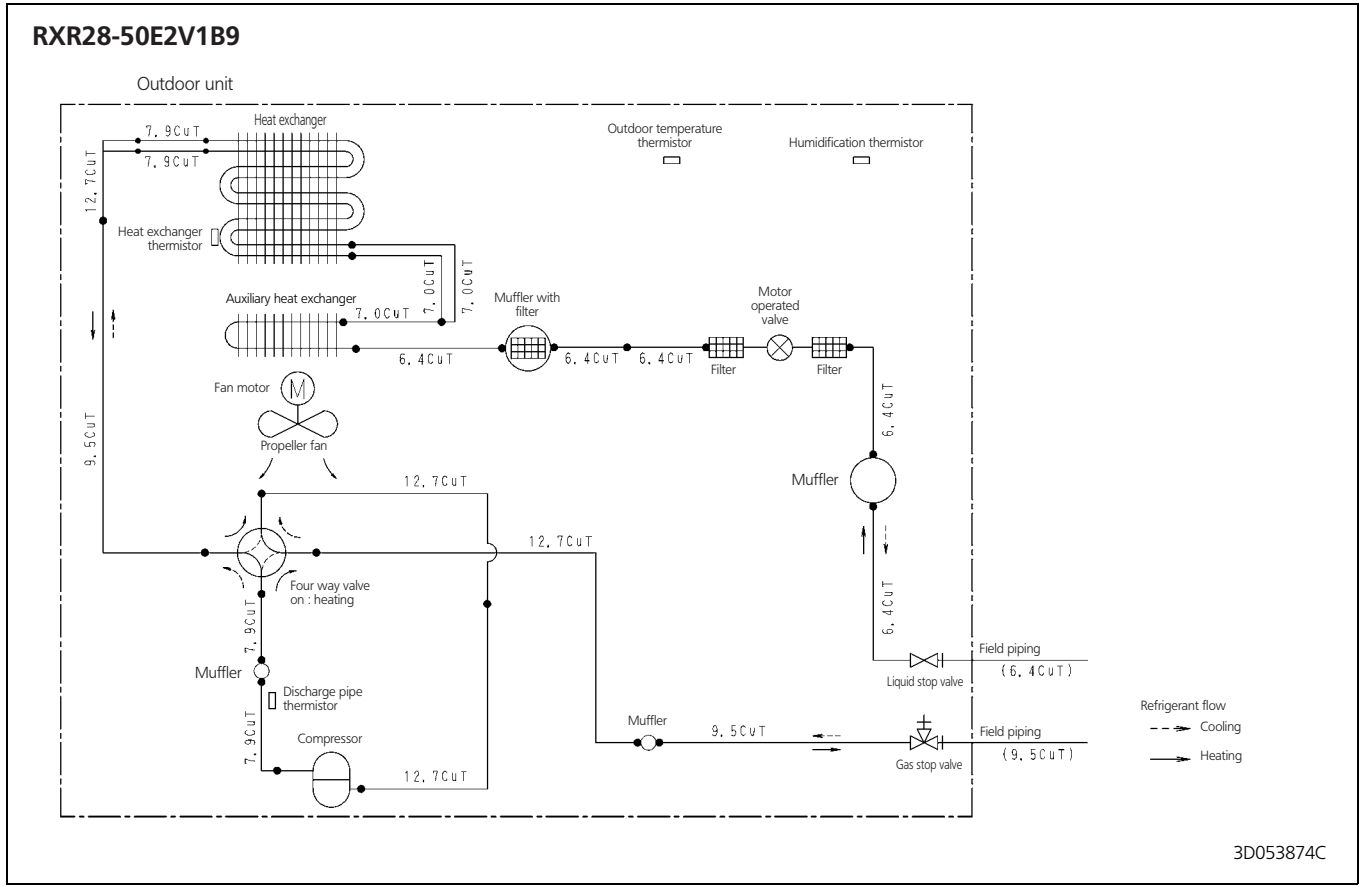 RXR28-50E2V1B9
Outdoor unit
Heat exchanger
7.9CuT
7.9CuT
12.7CuT
Outdoor temperature
thermistor
Humidification thermistor
Heat exchanger
thermistor
7.0CuT
7.0CuT
Auxiliary heat exchanger
7.0CuT
6.4CuT
Muffler with
filter
6.4CuT
6.4CuT
Filter
Motor
operated
valve
Filter
6.4CuT
Fan motor
M
Propeller fan
9.5CuT
Muffler
12.7CuT
12.7CuT
Four way valve
on : heating
7.9CuT
6.4CuT
Muffler
Discharge pipe
thermistor
7.9CuT
Compressor
12.7CuT
Liquid stop valve
Field piping
(6.4CuT)
Muffler
9.5CuT
Gas stop valve
Field piping
(9.5CuT)
Refrigerant flow
Cooling
Heating
3D053874C